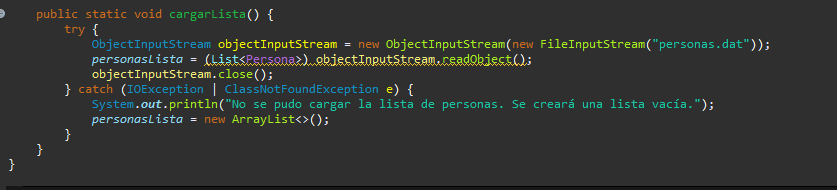 public static void cargarLista() {
try {
ObjectInputStream objectInputStream = new ObjectInputStream(new FileInputStream("personas.dat"));
personasLista = (List<Persona>) objectInputStream.readObject();
objectInputStream.close();
} catch (IOException | ClassNotFoundException e) {
System.out.println("No se pudo cargar la lista de personas. Se creará una lista vacía.");
personasLista = new ArrayList<>();
}
}
}